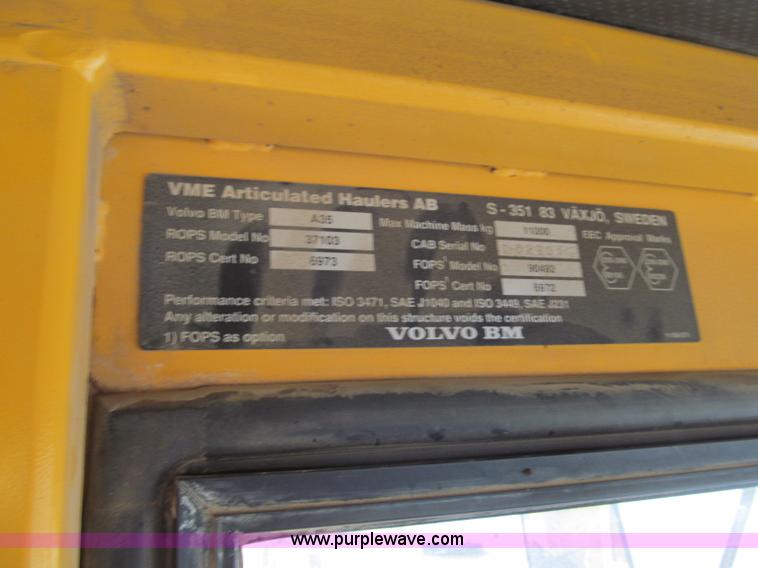 VME Articulated Haulers AB S-351 83 VÄXJÖ, SWEDEN
Volvo BM Type A35 Max Machine Mass kg 11200
ROPS Model No 37103 CAB Serial No EEC Approval Marks
ROPS Cert No 6973 FOPS¹ Model No 90492
FOPS¹ Cert No 6972
Performance criteria met: ISO 3471, SAE J1040 and ISO 3449, SAE J231
Any alteration or modification on this structure voids the certification
1) FOPS as option VOLVO BM
www.purplewave.com